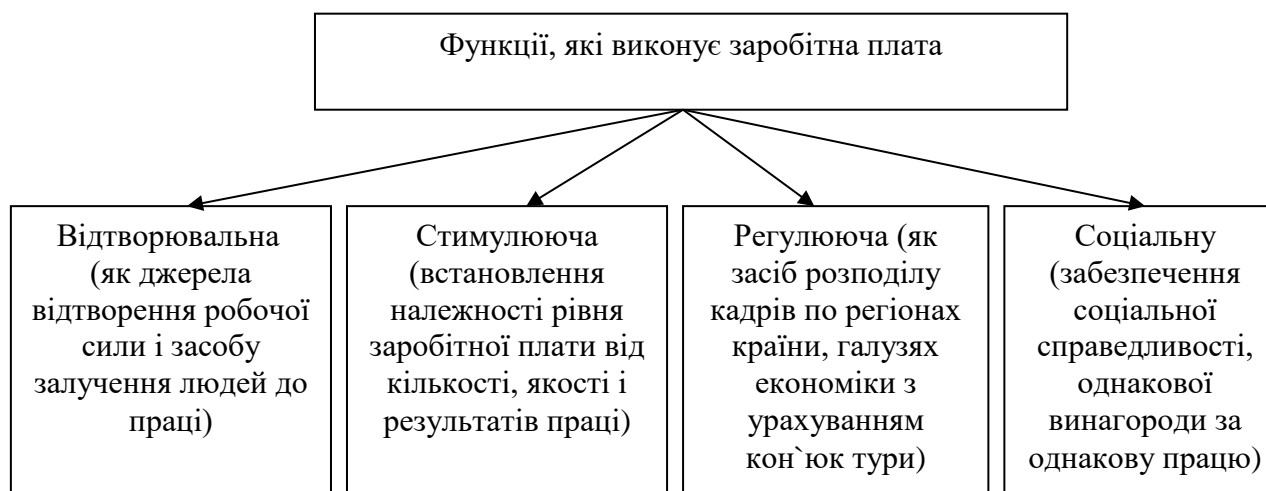 Функції, які виконує заробітна плата
Відтворювальна
(як джерела
відтворення робочої
сили і засобу
залучення людей до
праці)
Стимулююча
(встановлення
належності рівня
заробітної плати від
кількості, якості і
результатів праці)
Регулююча (як
засіб розподілу
кадрів по регіонах
країни, галузях
економіки з
урахуванням
кон`юк тури)
Соціальну
(забезпечення
соціальної
справедливості,
однакової
винагороди за
однакову працю)